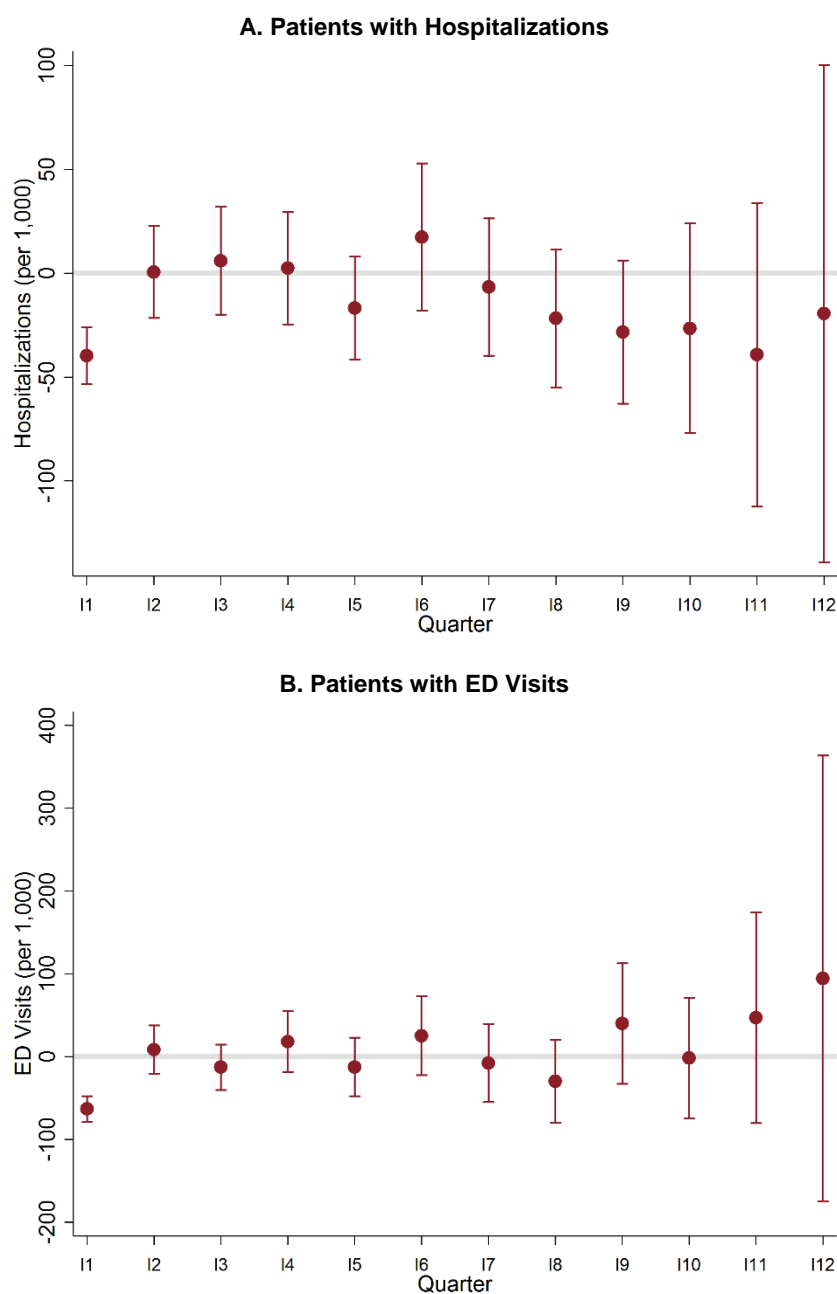 A. Patients with Hospitalizations
100
50
0
-50
-100
Hospitalizations (per 1,000)
I1 I2 I3 I4 I5 I6 I7 I8 I9 I10 I11 I12
Quarter
B. Patients with ED Visits
400
300
200
100
0
-100
-200
ED Visits (per 1,000)
I1 I2 I3 I4 I5 I6 I7 I8 I9 I10 I11 I12
Quarter